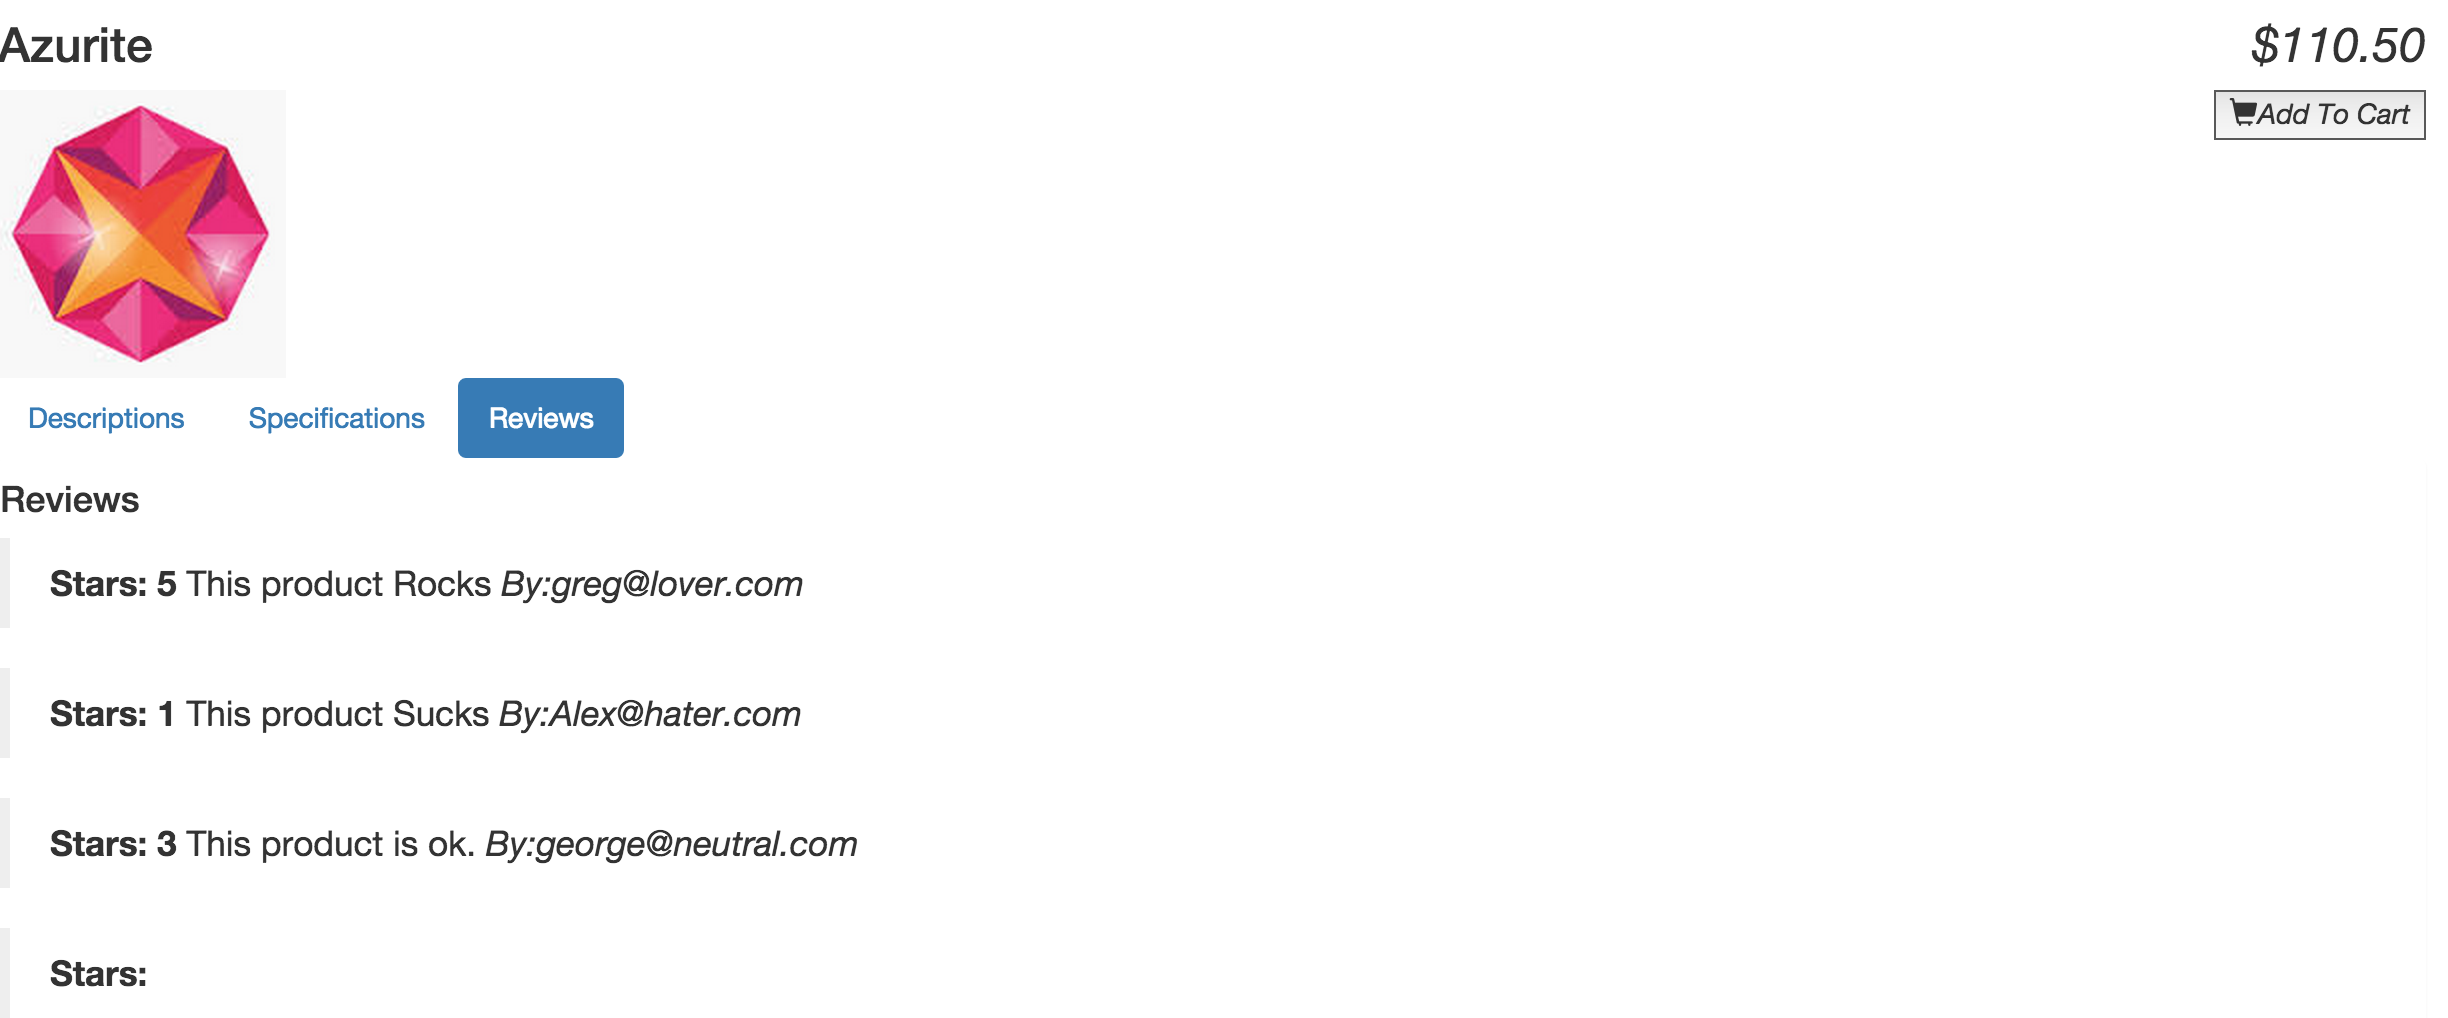 Azurite
$110.50
Add To Cart
Descriptions Specifications Reviews
Reviews
Stars: 5 This product Rocks By:greg@lover.com
Stars: 1 This product Sucks By:Alex@hater.com
Stars: 3 This product is ok. By:george@neutral.com
Stars: